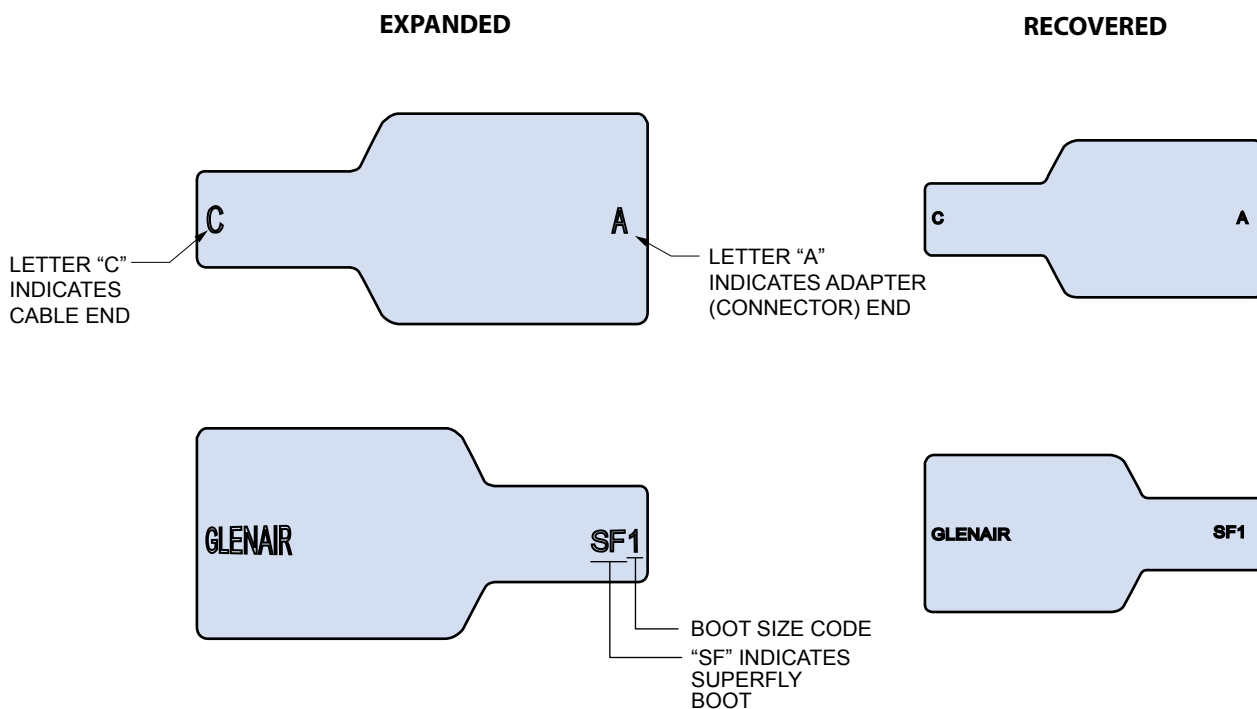 EXPANDED
RECOVERED
C
A
C
A
LETTER “C”
INDICATES
CABLE END
LETTER “A”
INDICATES ADAPTER
(CONNECTOR) END
GLENAIR
SF1
GLENAIR
SF1
BOOT SIZE CODE
“SF” INDICATES
SUPERFLY
BOOT